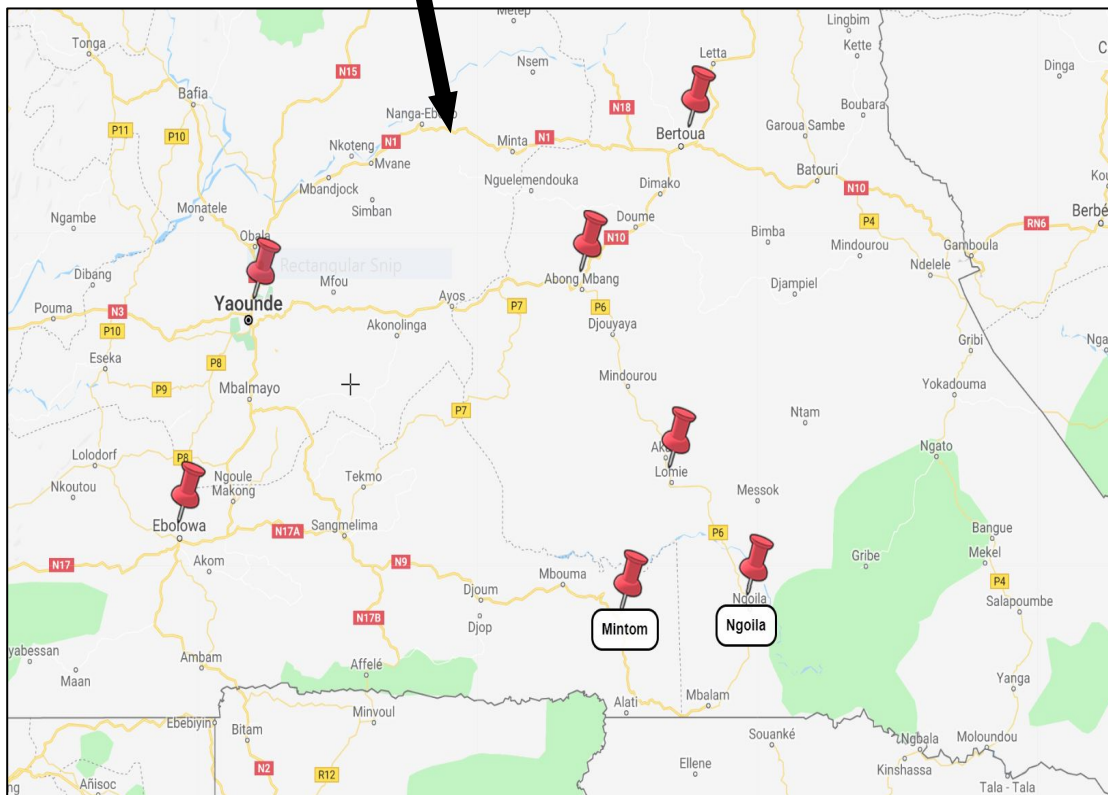 Metep
Lingbim
Tonga
Letta
Kette
Nsem
N15
Dinga
Bafia
Boubara
N18
P11
P10
Bertoua
Garoua Sambe
N1
Minta
N1
Nkoteng
Mvane
Batouri
Mbandjock
Nguelemendouka
Dimako
N10
Simban
Ngambe
Monatele
Doume
P4
RN6
Obala
N10
Bimba
Mindourou
Gamboula
Rectangular Snip
Dibang
Mfou
Abong Mbang
Djampiel
Ndelele
Pouma
N3
Yaounde
Ayos
P7
P6
P10
Akonolinga
Djouyaya
Eseka
P8
Gribi
P9
Mbalmayo
Mindourou
Yokadouma
P7
Ntam
Lolodorf
P8
Ngato
Nkoutou
Ngoule
Makong
Tekmo
Lomie
Messok
Ebolowa
N17A
Sangmelima
P6
Bangue
N17
Akom
N9
Mbouma
Gribe
Mekel
Djoum
P4
N17B
Djop
Mintom
Ngoila
Ngoila
Salapoumbe
yabessan
Ambam
Affelé
Maan
Yanga
Alati
Mbalam
Ebebiyin
Bitam
Minvoul
Souanké
Ngbala
Moloundou
N2
R12
Ellene
Kinshassa
Añisoc
Tala - Tala